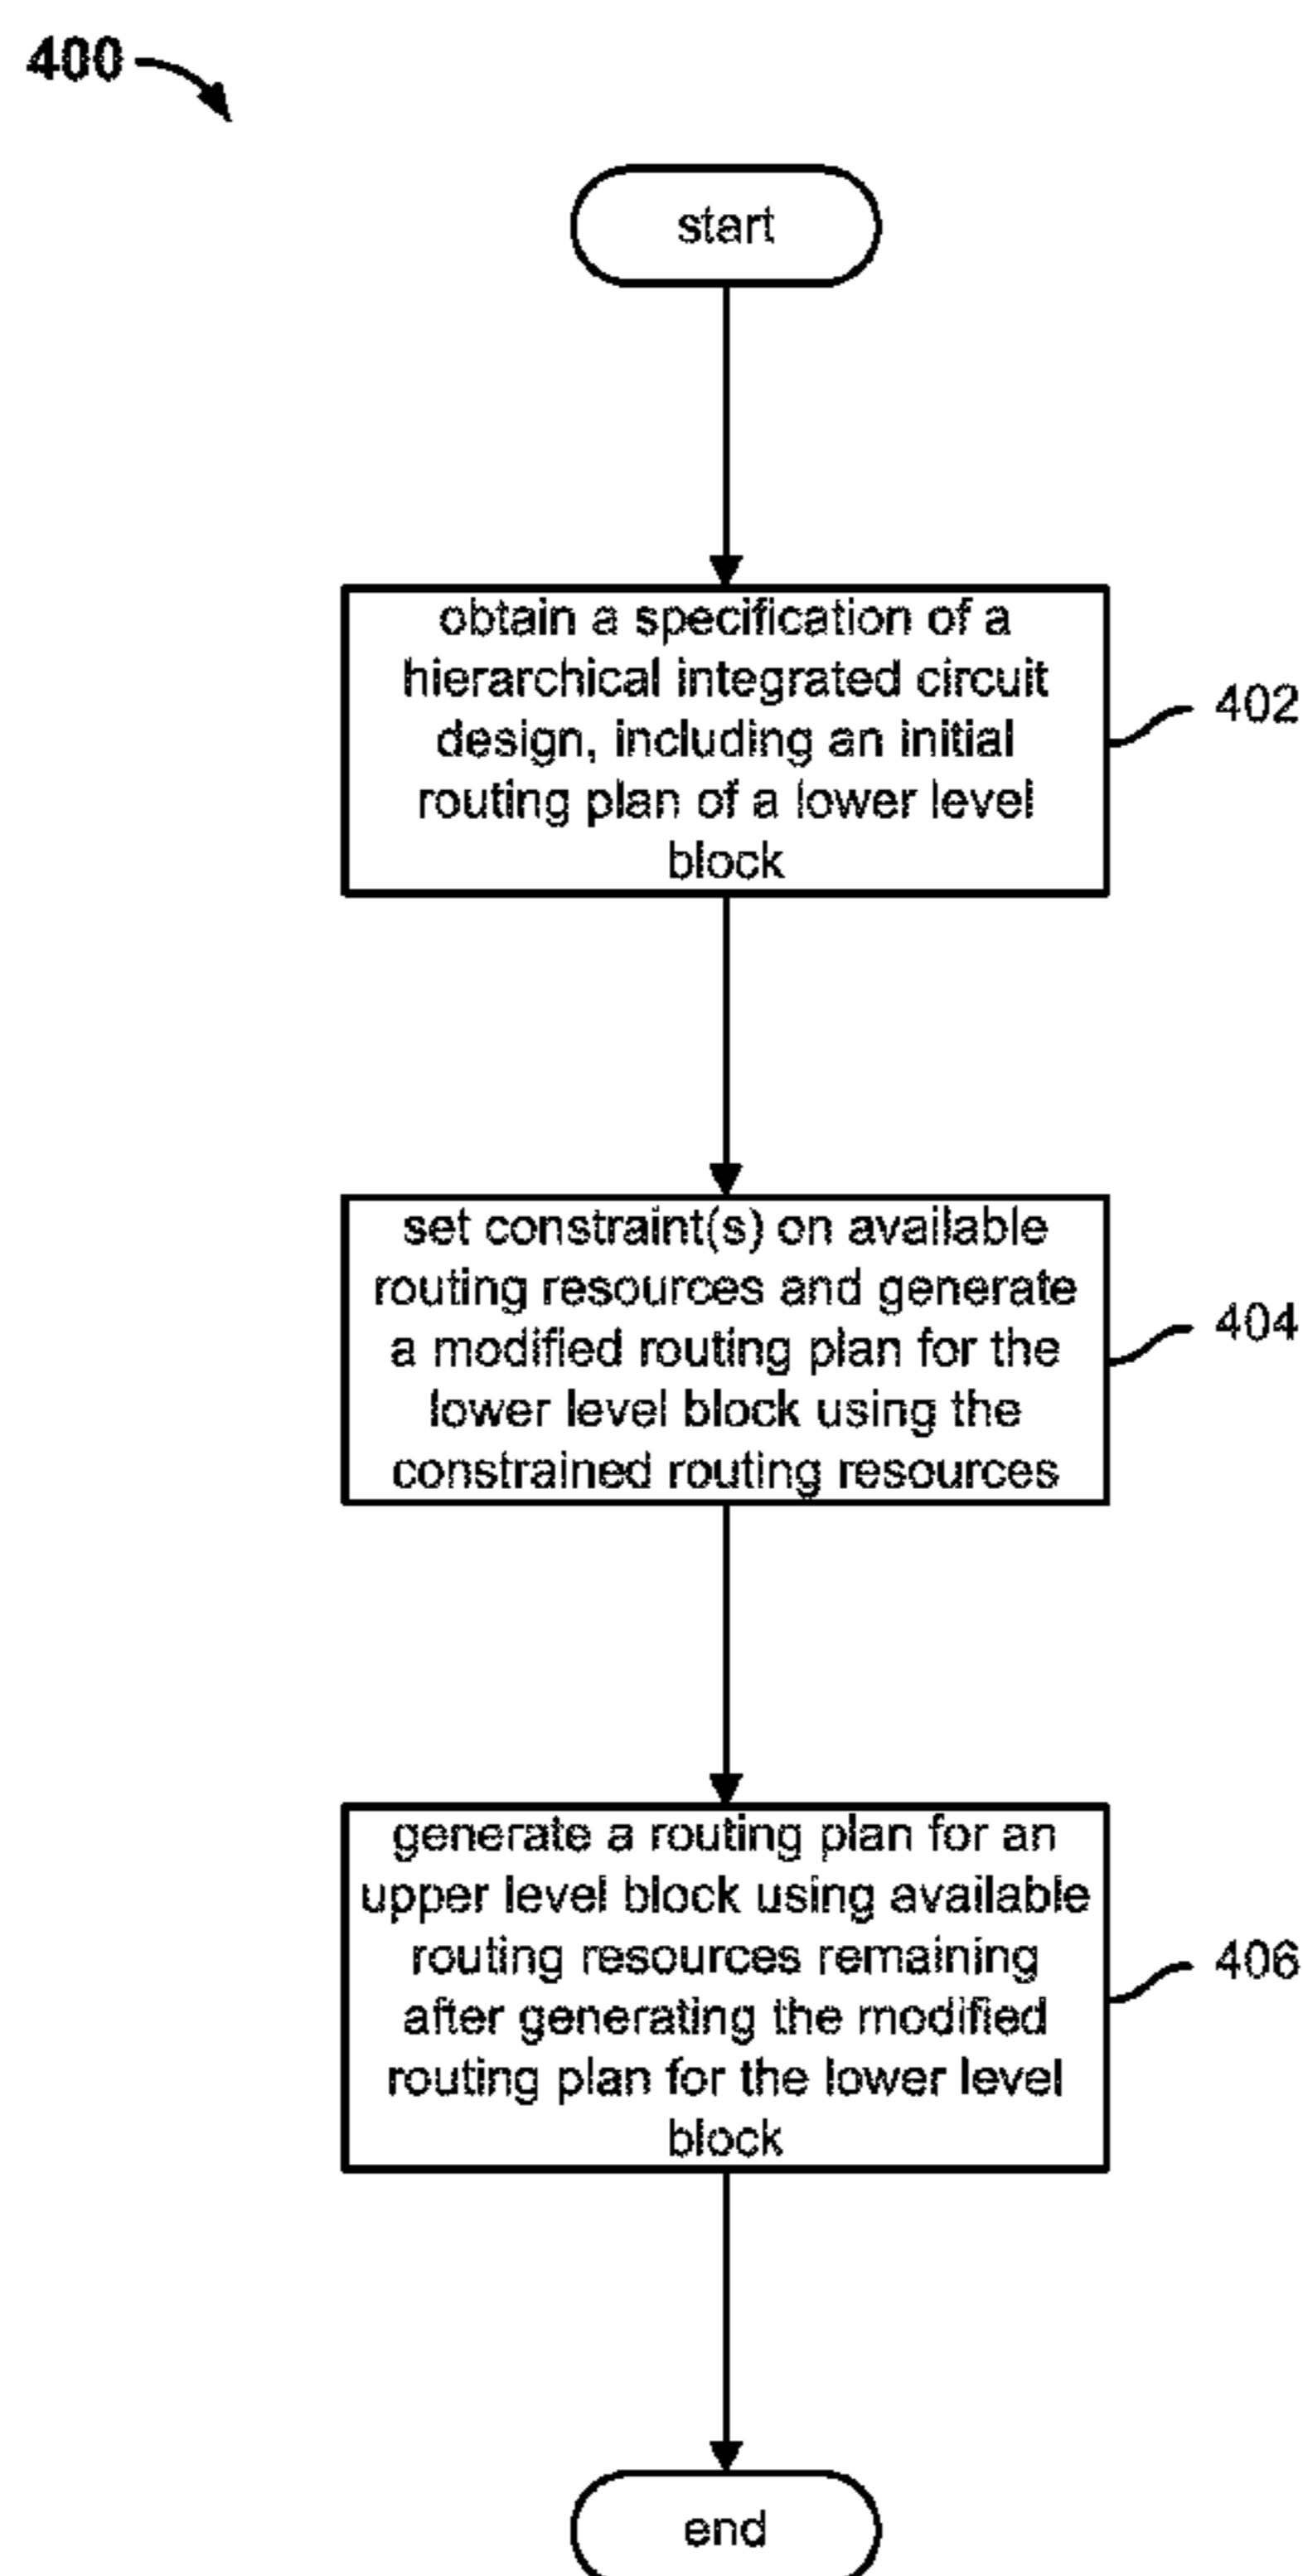 400
start
obtain a specification of a
hierarchical integrated circuit
design, including an initial
routing plan of a lower level
block
402
set constraint(s) on available
routing resources and generate
a modified routing plan for the
lower level block using the
constrained routing resources
404
generate a routing plan for an
upper level block using available
routing resources remaining
after generating the modified
routing plan for the lower level
block
406
end